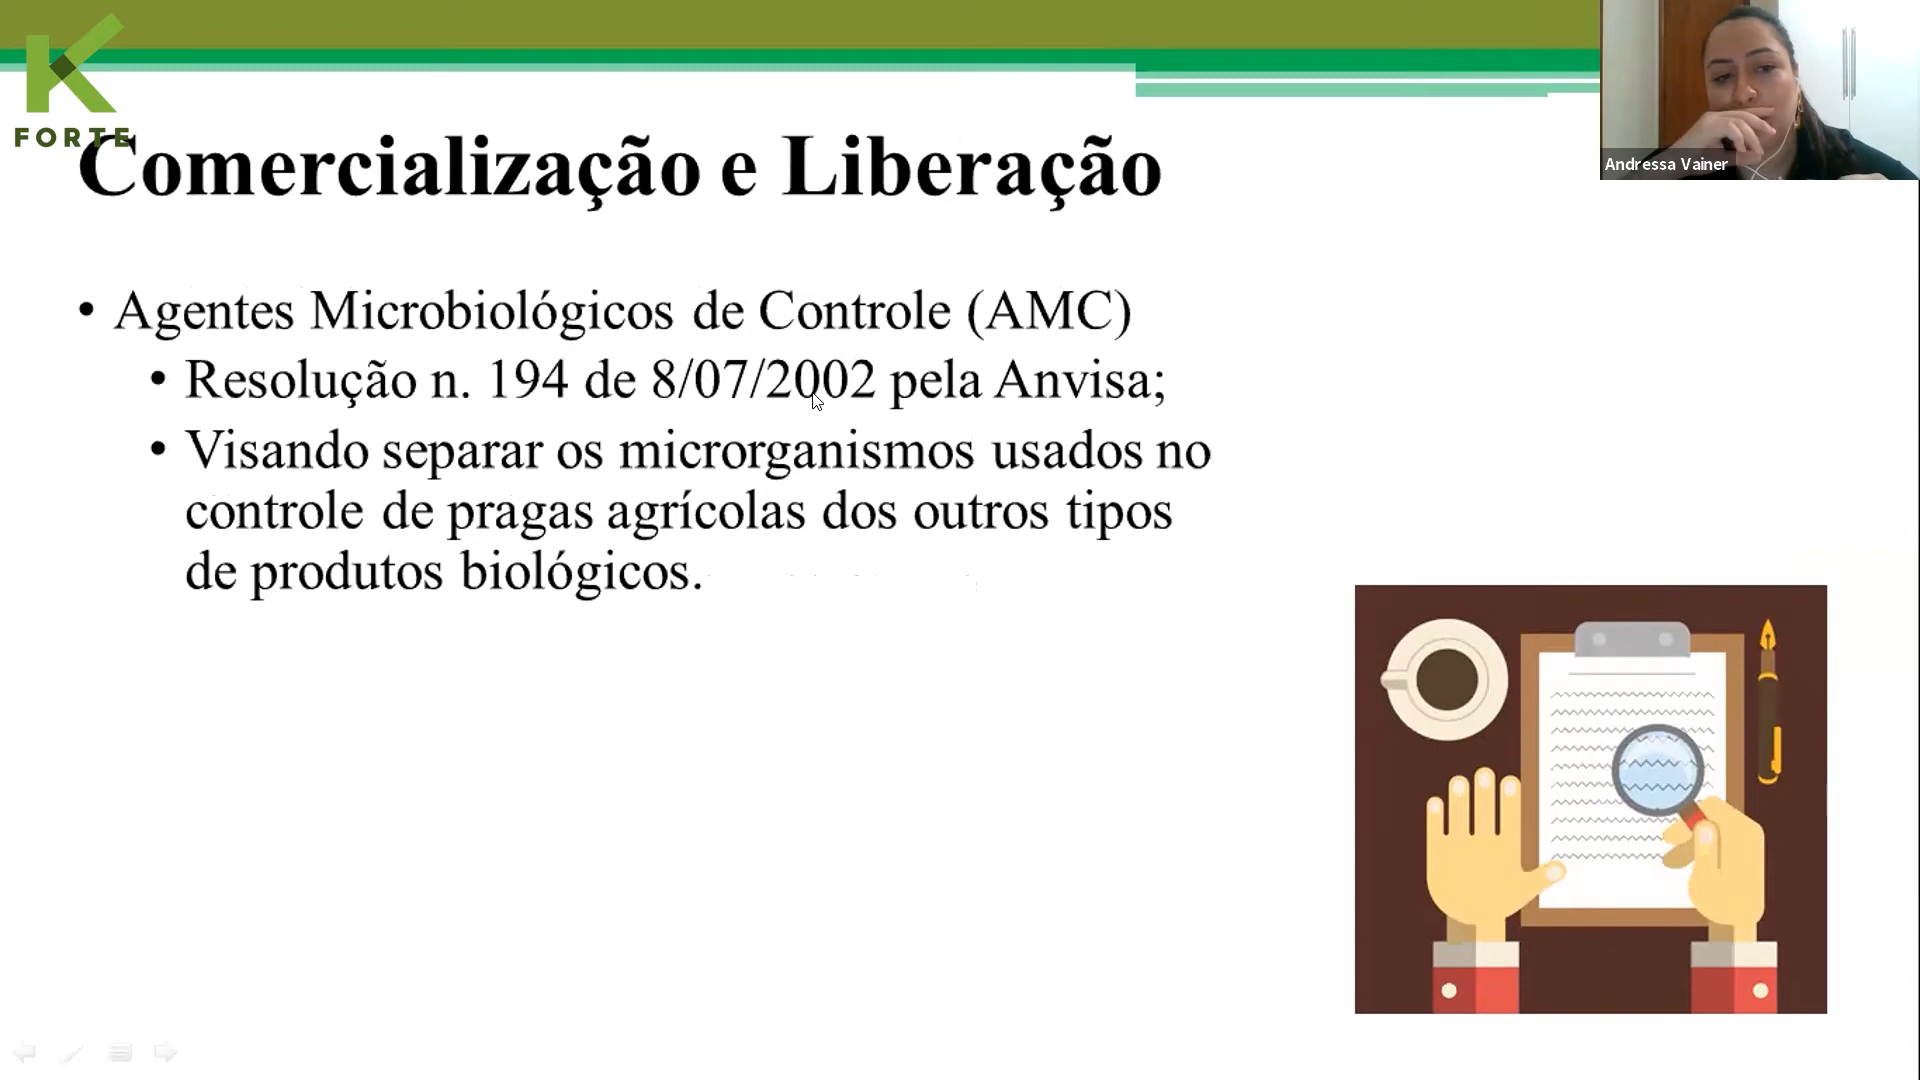 FORTE
Andressa Vainer
Comercialização e Liberação
• Agentes Microbiológicos de Controle (AMC)
• Resolução n. 194 de 8/07/2002 pela Anvisa;
• Visando separar os microrganismos usados no
controle de pragas agrícolas dos outros tipos
de produtos biológicos.